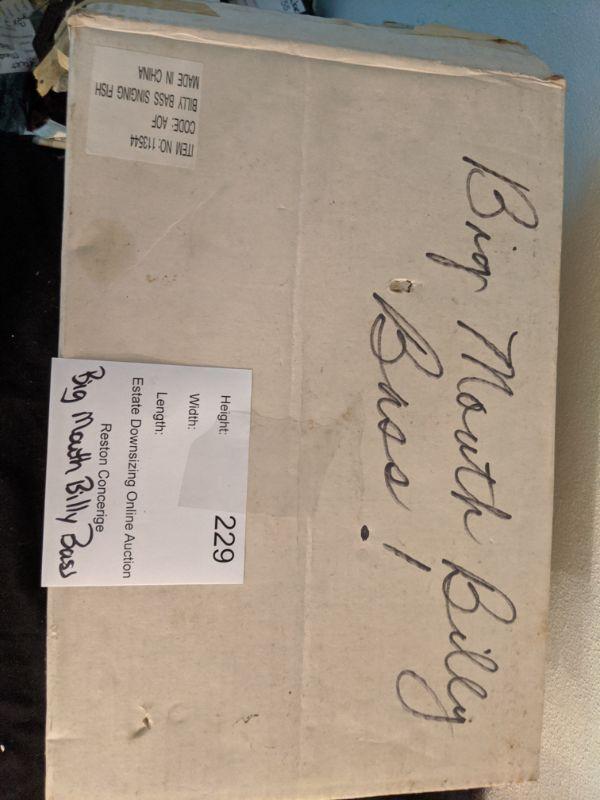 Big Mouth Billy
Bass!
229
Height:
Width:
Length:
Estate Downsizing Online Auction
Reston Concerige
Big Mouth Billy Bass
ITEM NO: 113544
CODE: AOF
BILLY BASS SINGING FISH
MADE IN CHINA